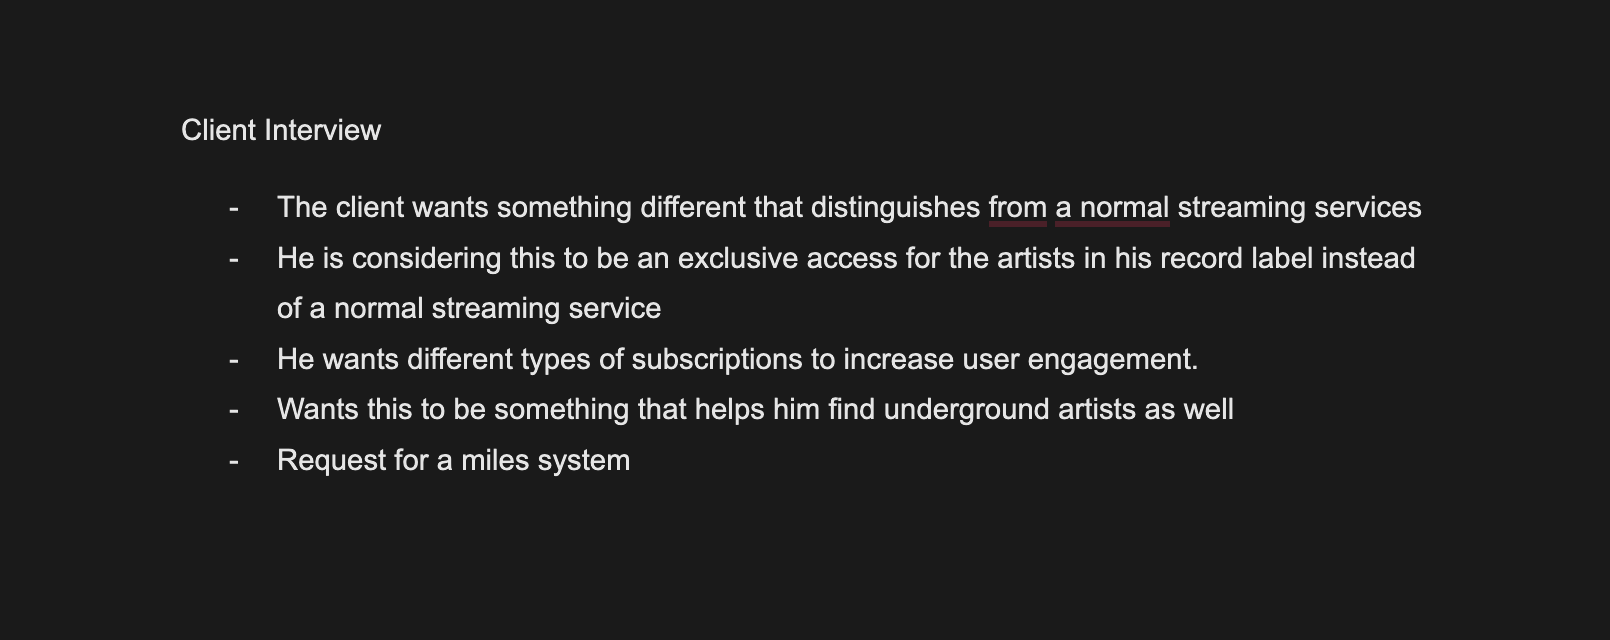 Client Interview
- The client wants something different that distinguishes from a normal streaming services
- He is considering this to be an exclusive access for the artists in his record label instead
of a normal streaming service
- He wants different types of subscriptions to increase user engagement.
- Wants this to be something that helps him find underground artists as well
- Request for a miles system